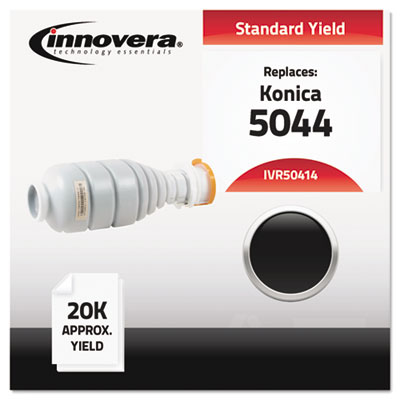 innovera®
technology essentials
Standard Yield
Replaces:
Konica
5044
IVR50414
20K
APPROX.
YIELD